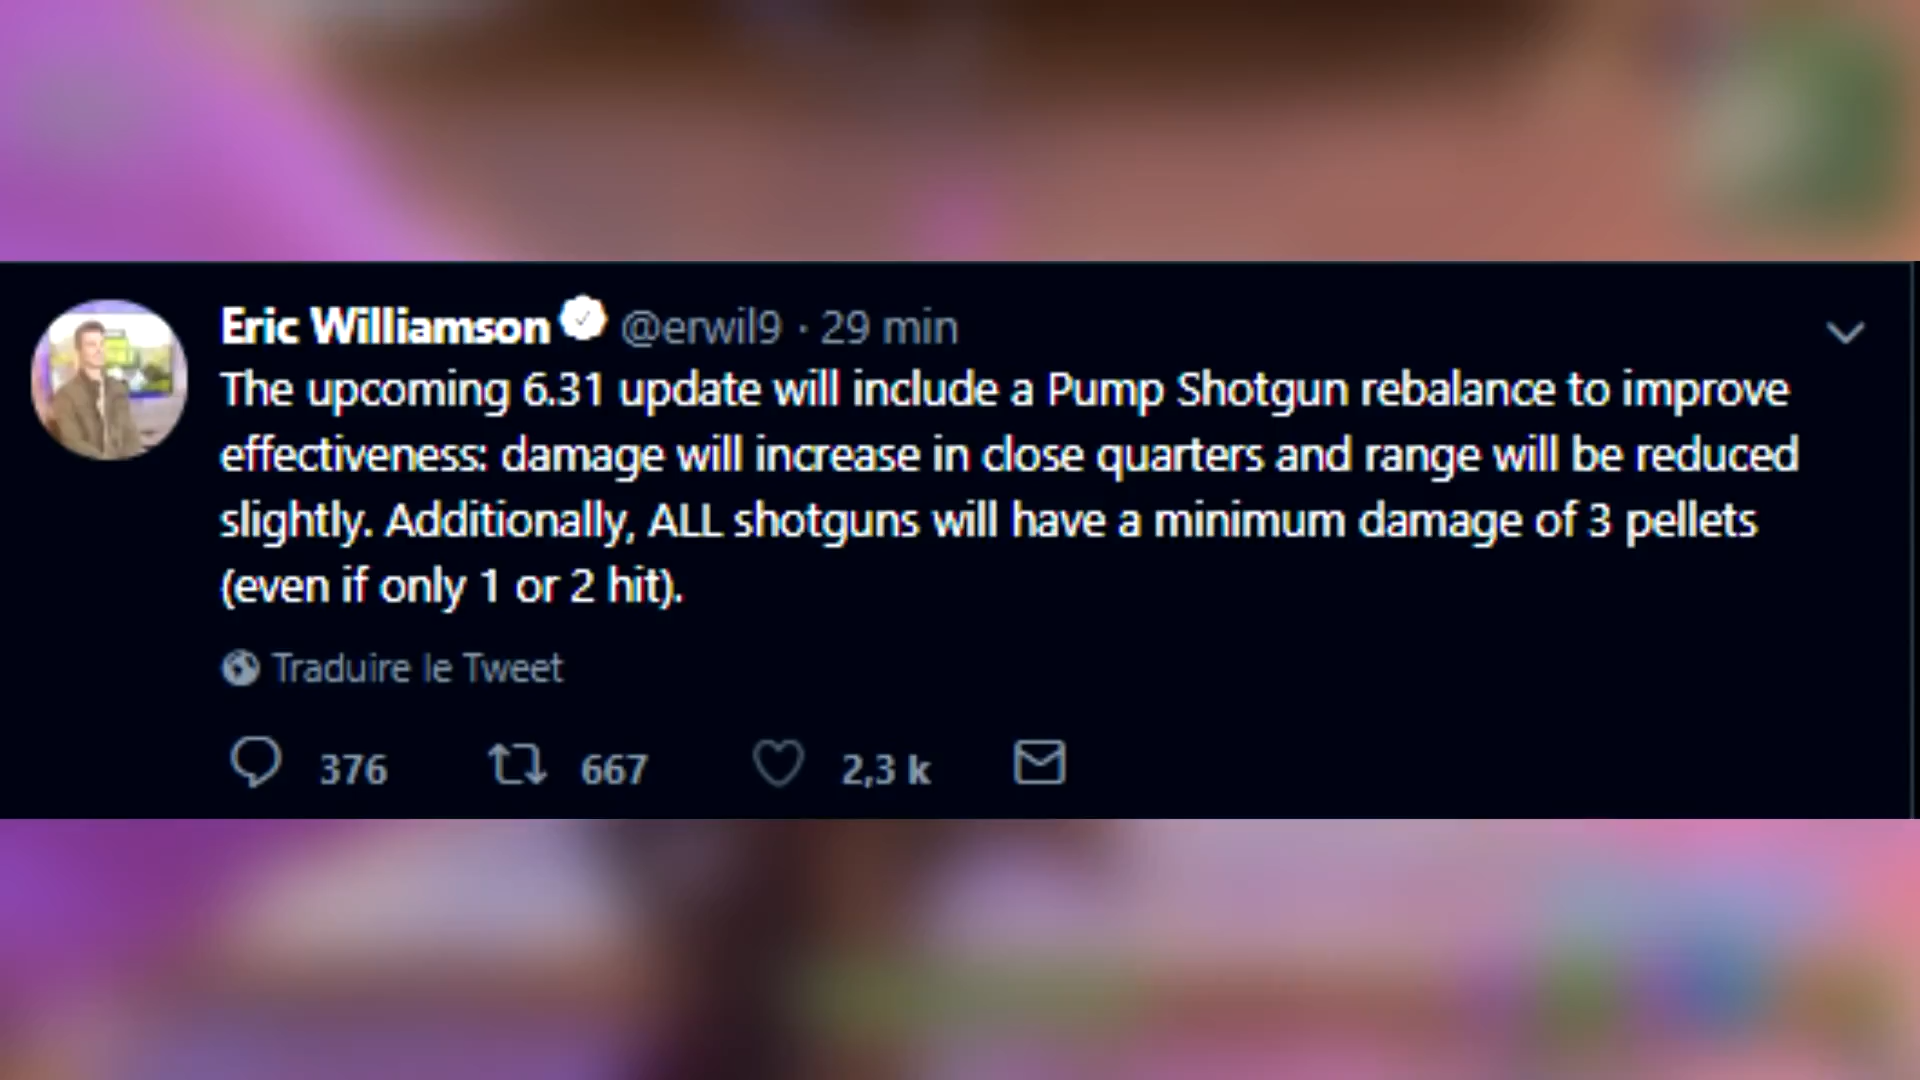 Eric Williamson @erwil9 · 29 min
The upcoming 6.31 update will include a Pump Shotgun rebalance to improve
effectiveness: damage will increase in close quarters and range will be reduced
slightly. Additionally, ALL shotguns will have a minimum damage of 3 pellets
(even if only 1 or 2 hit).
Traduire le Tweet
376 667 2,3 k